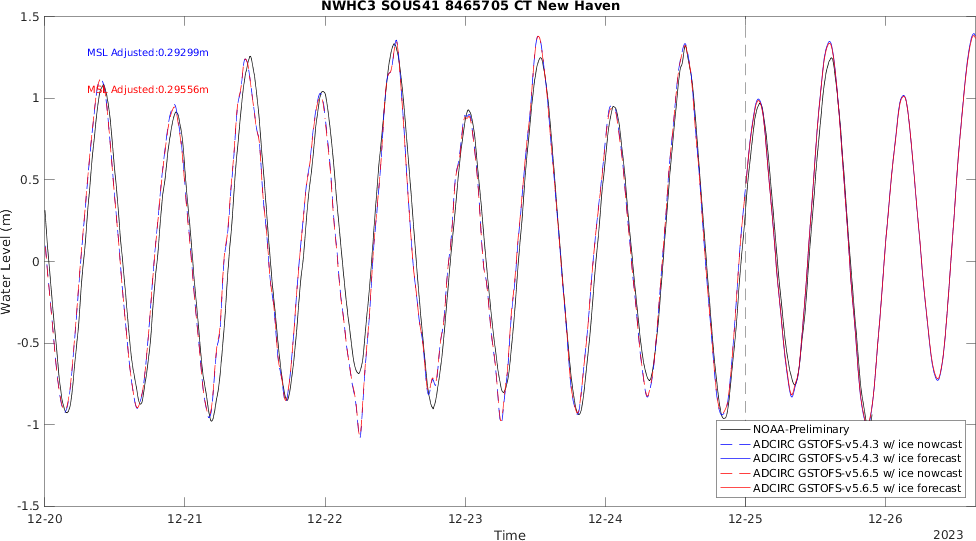 NWHC3 SOUS41 8465705 CT New Haven
1.5
1
0.5
0
-0.5
-1
-1.5
Water Level (m)
MSL Adjusted:0.29299m
MSL Adjusted:0.29556m
NOAA-Preliminary
ADCIRC GSTOFS-v5.4.3 w/ ice nowcast
ADCIRC GSTOFS-v5.4.3 w/ ice forecast
ADCIRC GSTOFS-v5.6.5 w/ ice nowcast
ADCIRC GSTOFS-v5.6.5 w/ ice forecast
12-20 12-21 12-22 12-23 12-24 12-25 12-26
Time
2023